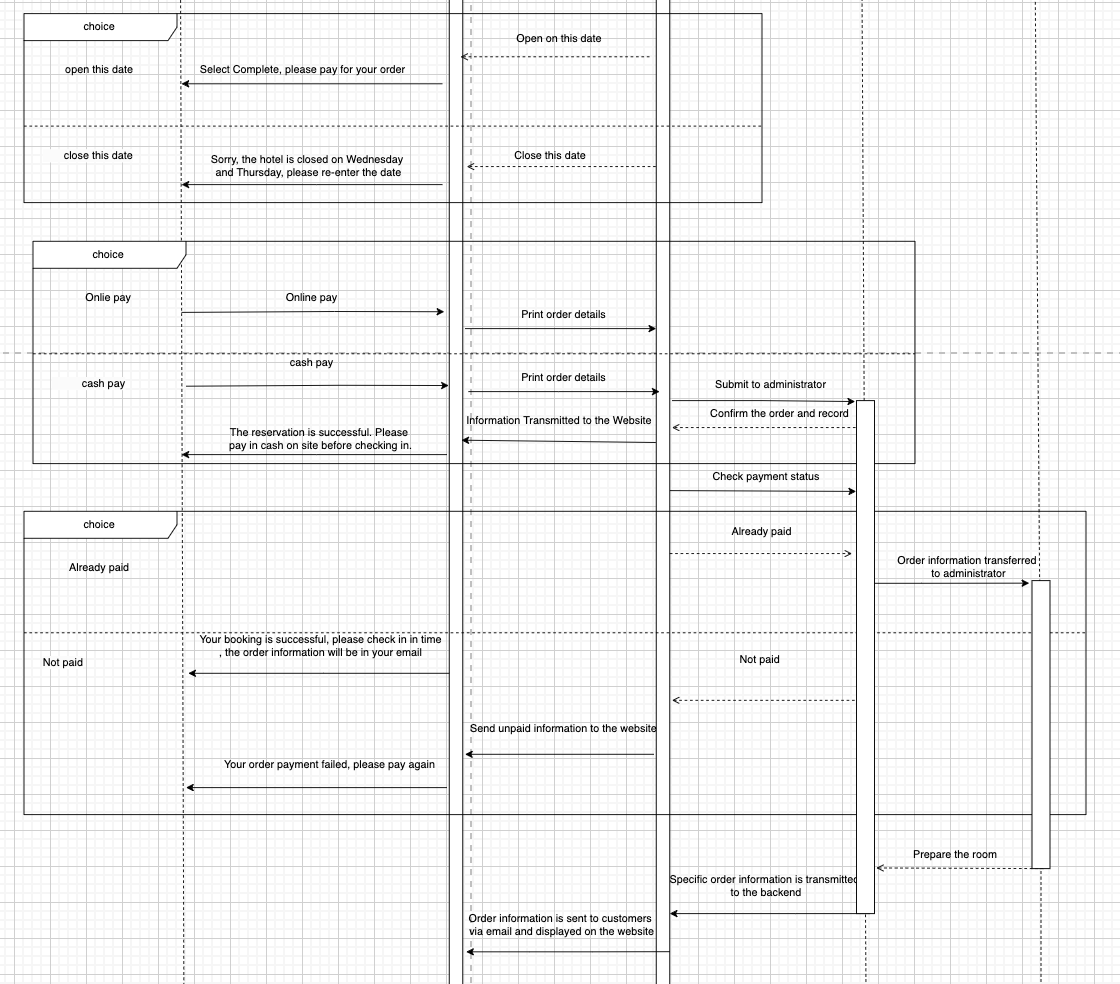 choice
Open on this date
open this date
Select Complete, please pay for your order
close this date
Sorry, the hotel is closed on Wednesday
and Thursday, please re-enter the date
Close this date
choice
Onlie pay
Online pay
Print order details
cash pay
cash pay
Print order details
Submit to administrator
Confirm the order and record
Information Transmitted to the Website
The reservation is successful. Please
pay in cash on site before checking in.
Check payment status
choice
Already paid
Already paid
Order information transferred
to administrator
Your booking is successful, please check in in time
, the order information will be in your email
Not paid
Not paid
Send unpaid information to the website
Your order payment failed, please pay again
Prepare the room
Specific order information is transmitted
to the backend
Order information is sent to customers
via email and displayed on the website